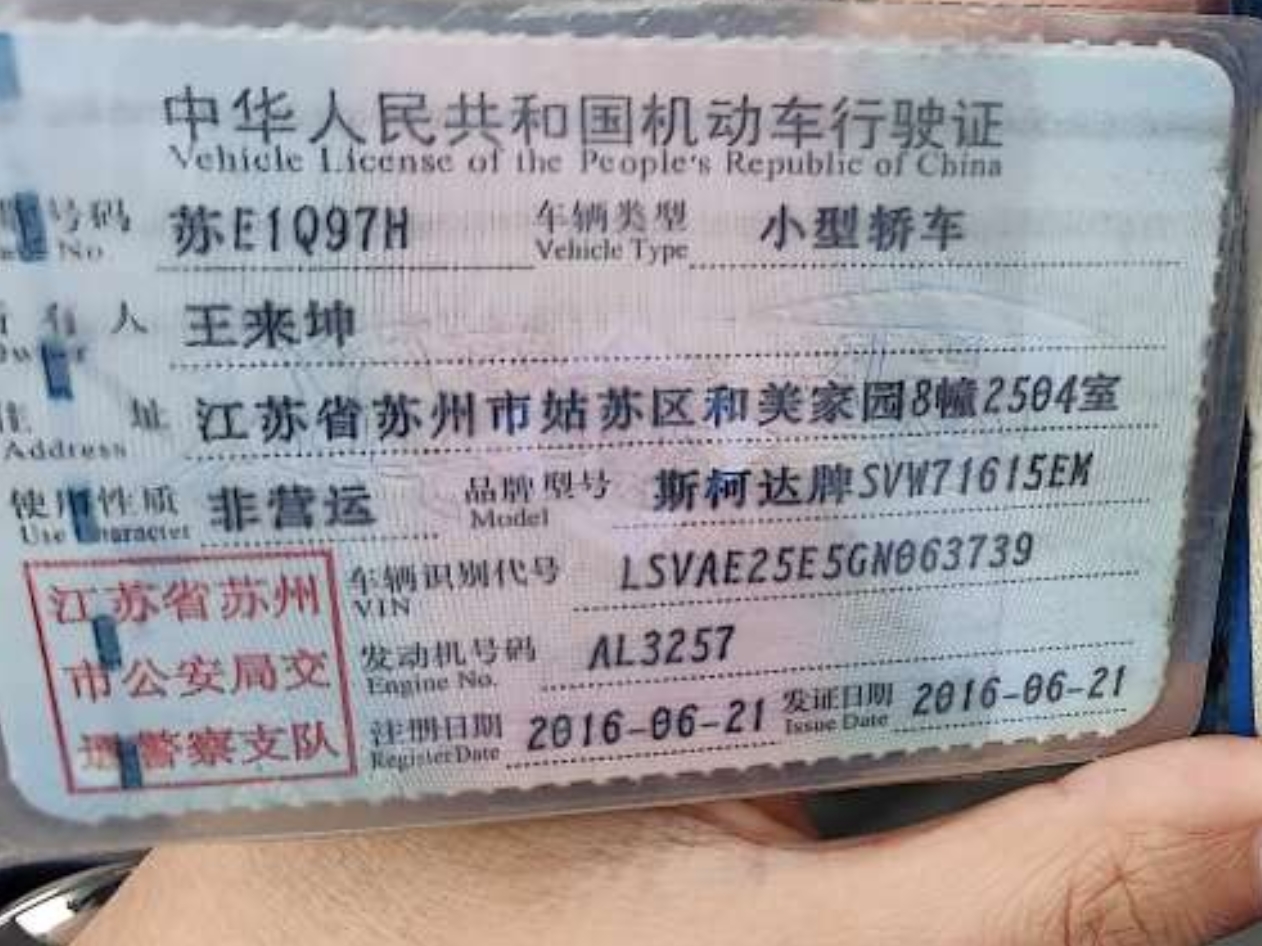 中华人民共和国机动车行驶证
Vehicle License of the People's Republic of China
号码 苏E1Q97H 车辆类型 小型轿车
No. Vehicle Type
有人 王来坤
址 江苏省苏州市姑苏区和美家园8幢2504室
Address
使用性质 非营运 品牌型号 斯柯达牌SVW71615EM
Use Character Model
车辆识别代号 LSVAE25E5GN063739
VIN
发动机号码 AL3257
Engine No.
注册日期 2016-06-21 发证日期 2016-06-21
Register Date Issue Date
江苏省苏州
市公安局交
通警察支队